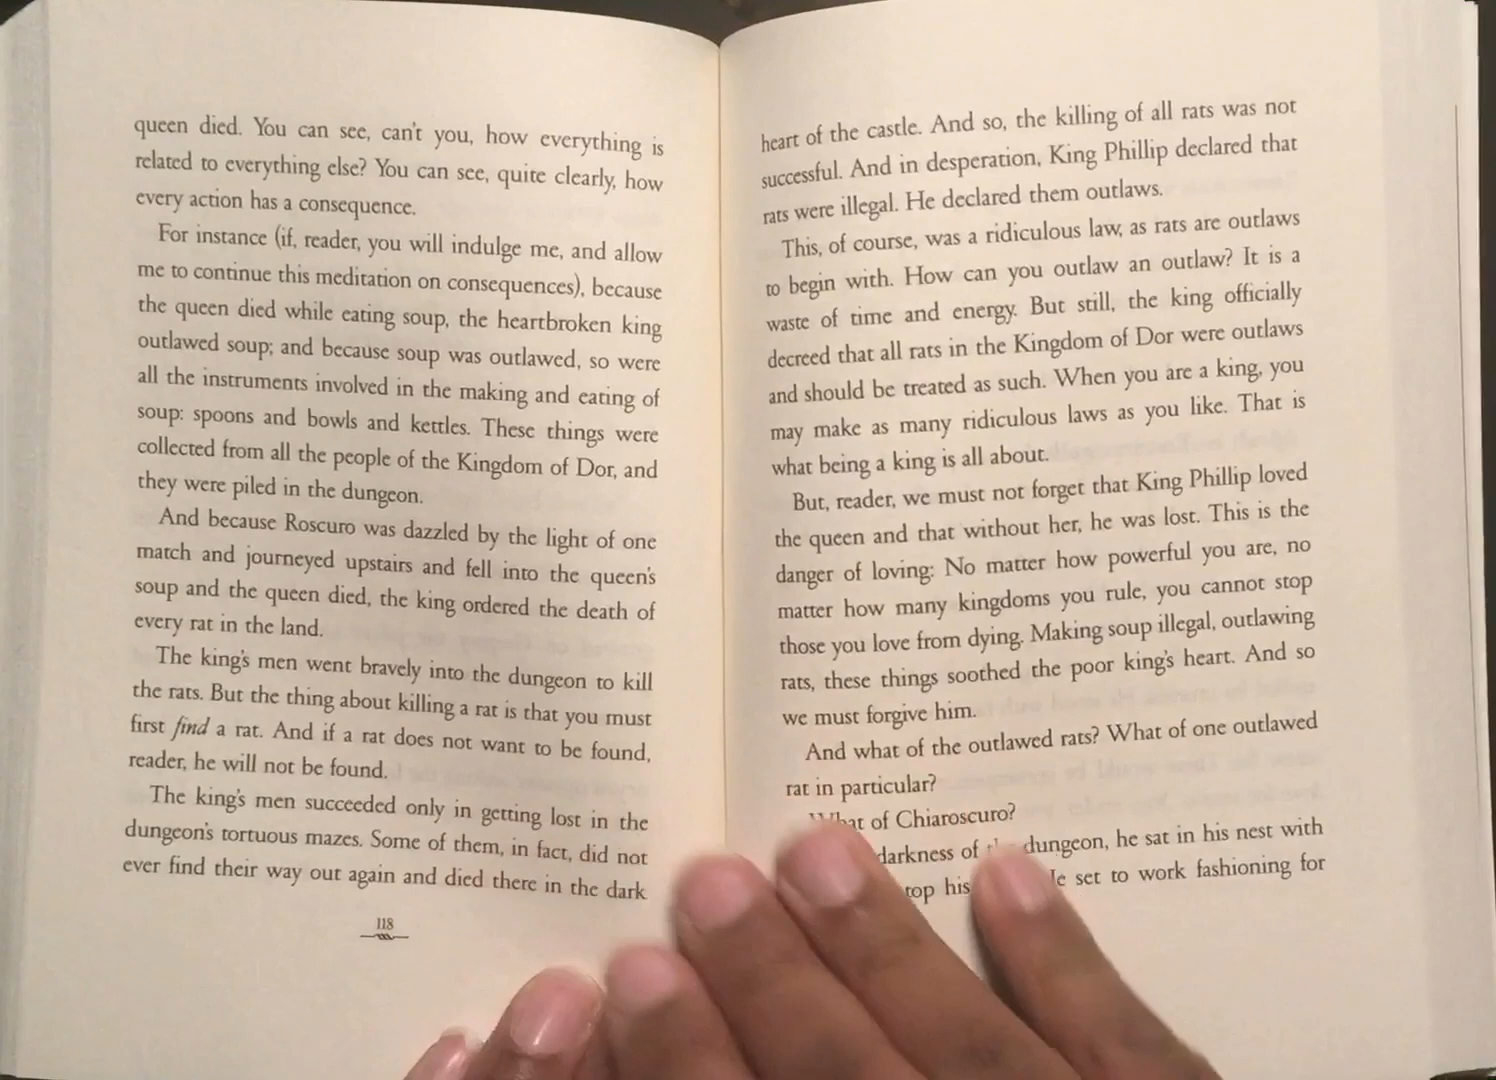 queen died. You can see, can't you, how everything is
related to everything else? You can see, quite clearly, how
every action has a consequence.
For instance (if, reader, you will indulge me, and allow
me to continue this meditation on consequences), because
the queen died while eating soup, the heartbroken king
outlawed soup; and because soup was outlawed, so were
all the instruments involved in the making and eating of
soup: spoons and bowls and kettles. These things were
collected from all the people of the Kingdom of Dor, and
they were piled in the dungeon.
And because Roscuro was dazzled by the light of one
match and journeyed upstairs and fell into the queen's
soup and the queen died, the king ordered the death of
every rat in the land.
The king's men went bravely into the dungeon to kill
the rats. But the thing about killing a rat is that you must
first find a rat. And if a rat does not want to be found,
reader, he will not be found.
The king's men succeeded only in getting lost in the
dungeon's tortuous mazes. Some of them, in fact, did not
ever find their way out again and died there in the dark
118
heart of the castle. And so, the killing of all rats was not
successful. And in desperation, King Phillip declared that
rats were illegal. He declared them outlaws.
This, of course, was a ridiculous law, as rats are outlaws
to begin with. How can you outlaw an outlaw? It is a
waste of time and energy. But still, the king officially
decreed that all rats in the Kingdom of Dor were outlaws
and should be treated as such. When you are a king, you
may make as many ridiculous laws as you like. That is
what being a king is all about.
But, reader, we must not forget that King Phillip loved
the queen and that without her, he was lost. This is the
danger of loving: No matter how powerful you are, no
matter how many kingdoms you rule, you cannot stop
those you love from dying. Making soup illegal, outlawing
rats, these things soothed the poor king's heart. And so
we must forgive him.
And what of the outlawed rats? What of one outlawed
rat in particular?
What of Chiaroscuro?
darkness of dungeon, he sat in his nest with
top his set to work fashioning for